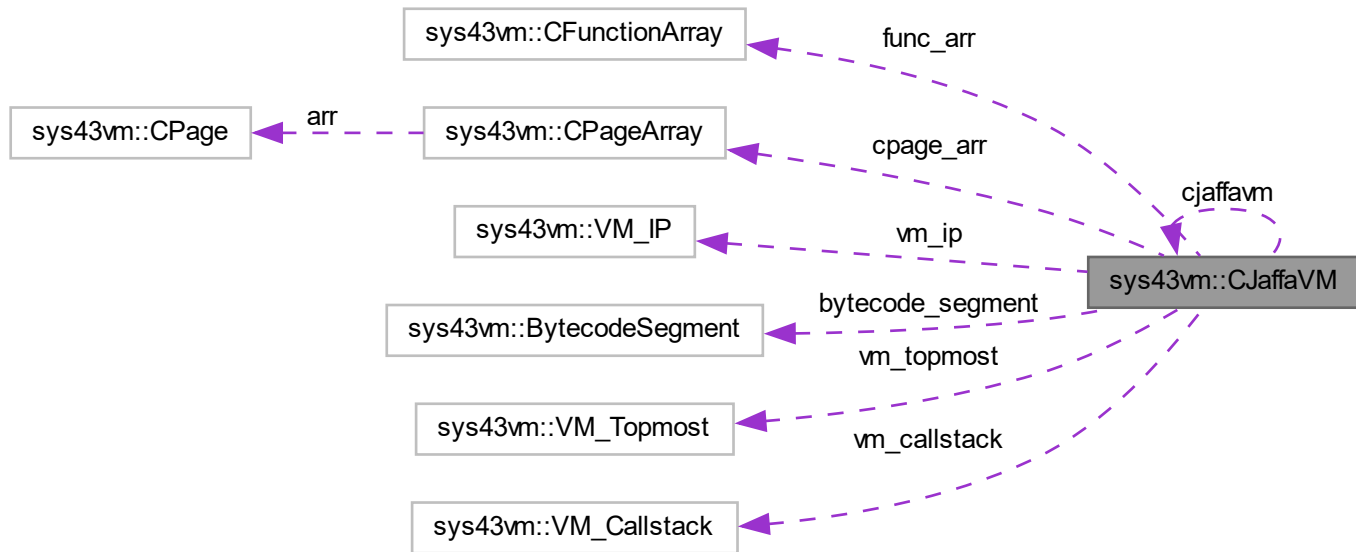 sys43vm::CFunctionArray
func_arr
sys43vm::CPage
arr
sys43vm::CPageArray
cpage_arr
cjaffavm
sys43vm::VM_IP
vm_ip
sys43vm::CJaffaVM
sys43vm::BytecodeSegment
bytecode_segment
vm_topmost
sys43vm::VM_Topmost
vm_callstack
sys43vm::VM_Callstack